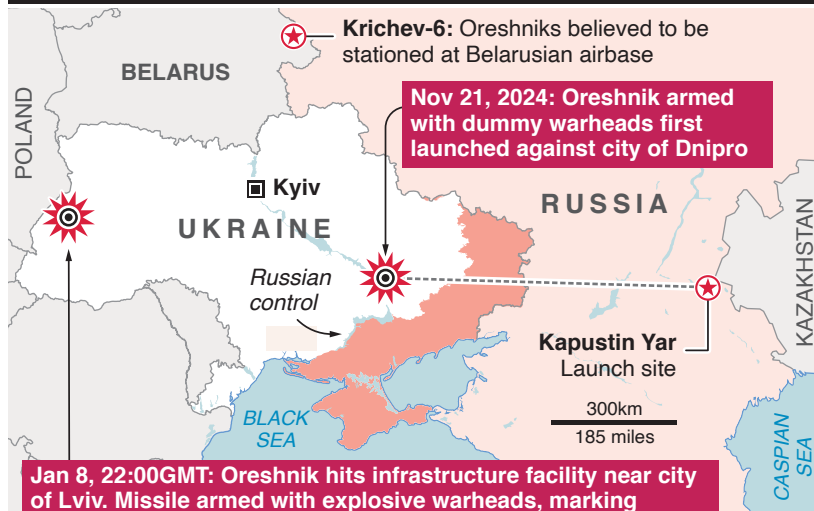 Krichev-6: Oreshniks believed to be
stationed at Belarusian airbase
BELARUS
POLAND
Nov 21, 2024: Oreshnik armed
with dummy warheads first
launched against city of Dnipro
Kyiv
UKRAINE
RUSSIA
KAZAKHSTAN
Russian
control
Kapustin Yar
Launch site
300km
185 miles
BLACK
SEA
CASPIAN
SEA
Jan 8, 22:00GMT: Oreshnik hits infrastructure facility near city
of Lviv. Missile armed with explosive warheads, marking